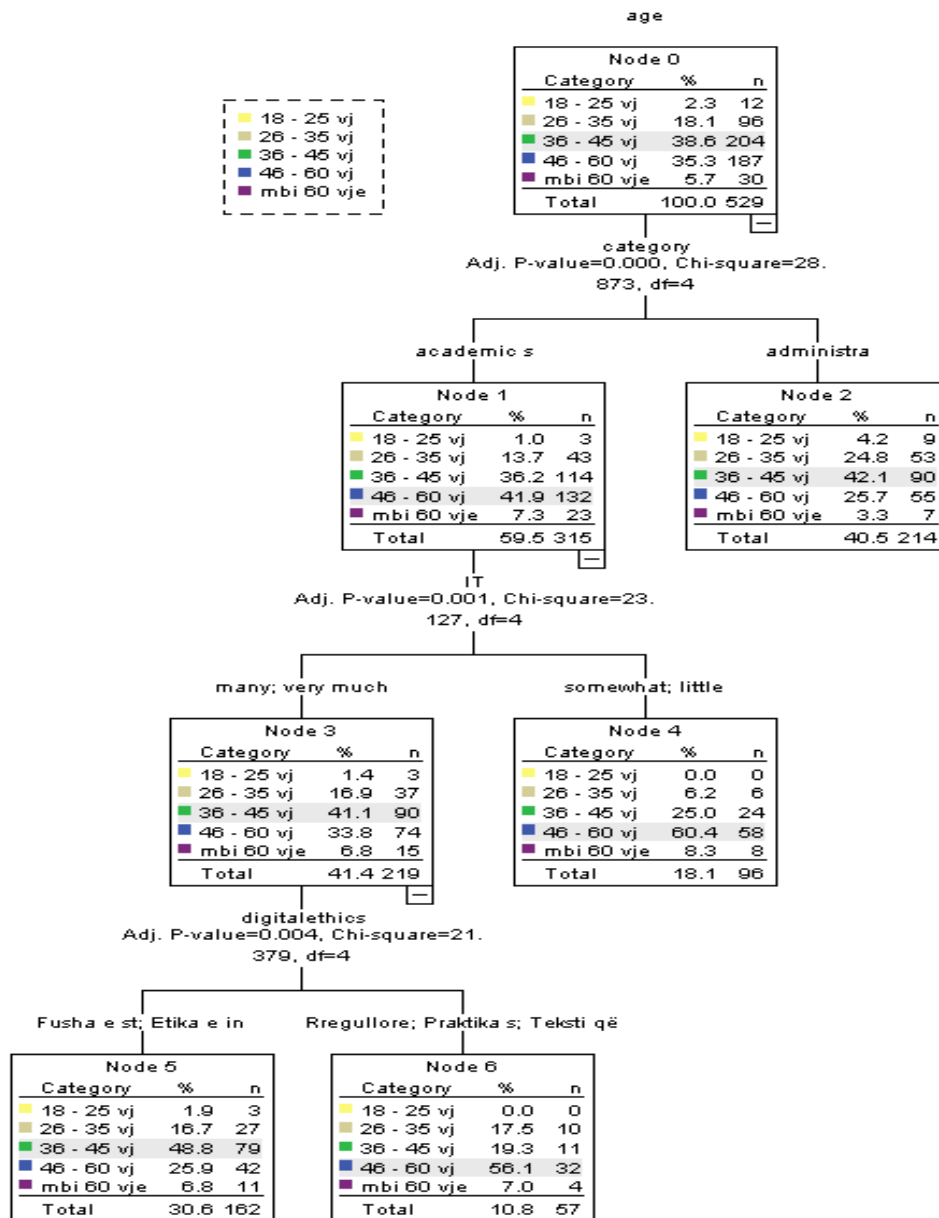 age
18 - 25 vj
26 - 35 vj
36 - 45 vj
46 - 60 vj
mbi 60 vje
Node 0
Category % n
18 - 25 vj 2.3 12
26 - 35 vj 18.1 96
36 - 45 vj 38.6 204
46 - 60 vj 35.3 187
mbi 60 vje 5.7 30
Total 100.0 529
category
Adj. P-value=0.000, Chi-square=28.
873, df=4
academic s
administra
Node 1
Category % n
18 - 25 vj 1.0 3
26 - 35 vj 13.7 43
36 - 45 vj 36.2 114
46 - 60 vj 41.9 132
mbi 60 vje 7.3 23
Total 59.5 315
Node 2
Category % n
18 - 25 vj 4.2 9
26 - 35 vj 24.8 53
36 - 45 vj 42.1 90
46 - 60 vj 25.7 55
mbi 60 vje 3.3 7
Total 40.5 214
IT
Adj. P-value=0.001, Chi-square=23.
127, df=4
many; very much
somewhat; little
Node 3
Category % n
18 - 25 vj 1.4 3
26 - 35 vj 16.9 37
36 - 45 vj 41.1 90
46 - 60 vj 33.8 74
mbi 60 vje 6.8 15
Total 41.4 219
Node 4
Category % n
18 - 25 vj 0.0 0
26 - 35 vj 6.2 6
36 - 45 vj 25.0 24
46 - 60 vj 60.4 58
mbi 60 vje 8.3 8
Total 18.1 96
digitalethics
Adj. P-value=0.004, Chi-square=21.
379, df=4
Fusha e st; Etika e in
Rregullore; Praktika s; Teksti që
Node 5
Category % n
18 - 25 vj 1.9 3
26 - 35 vj 16.7 27
36 - 45 vj 48.8 79
46 - 60 vj 25.9 42
mbi 60 vje 6.8 11
Total 30.6 162
Node 6
Category % n
18 - 25 vj 0.0 0
26 - 35 vj 17.5 10
36 - 45 vj 19.3 11
46 - 60 vj 56.1 32
mbi 60 vje 7.0 4
Total 10.8 57